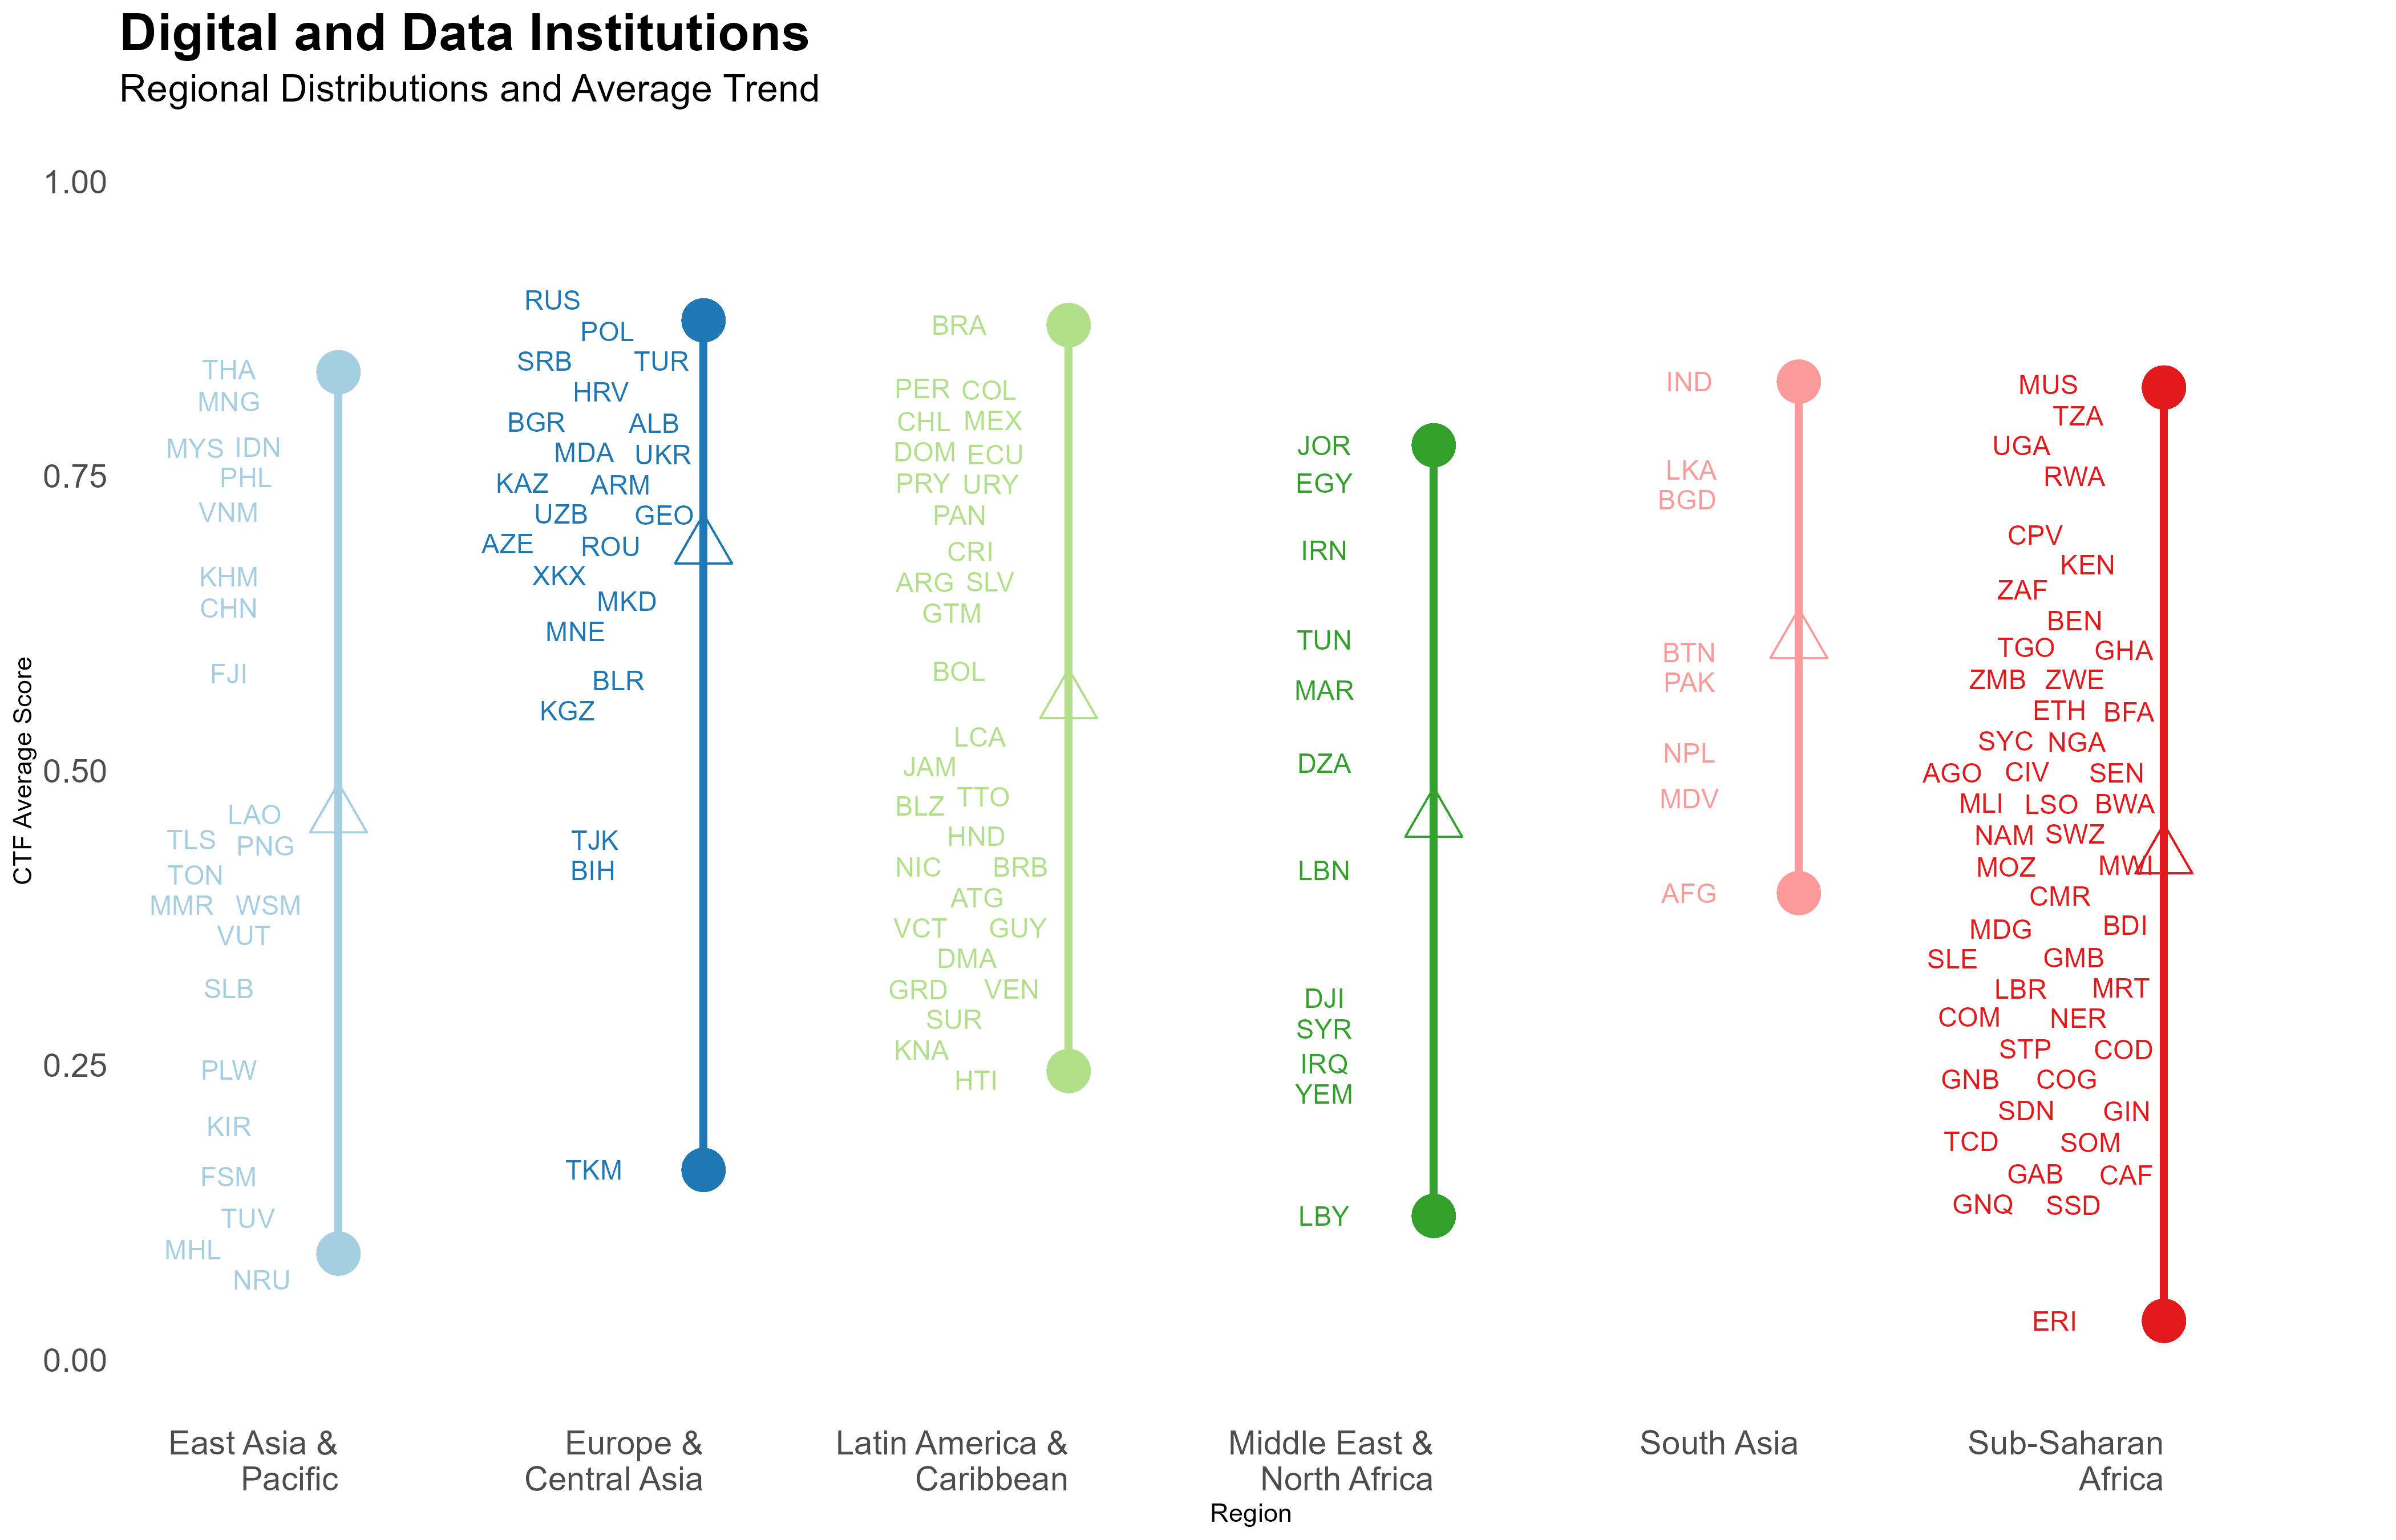 Digital and Data Institutions
Regional Distributions and Average Trend
CTF Average Score
1.00
0.75
0.50
0.25
0.00
THA
MNG
MYS IDN
PHL
VNM
KHM
CHN
FJI
LAO
TLS PNG
TON
MMR WSM
VUT
SLB
PLW
KIR
FSM
TUV
MHL
NRU
RUS
POL
SRB TUR
HRV
BGR ALB
MDA UKR
KAZ ARM
UZB GEO
AZE ROU
XKX
MKD
MNE
BLR
KGZ
TJK
BIH
TKM
BRA
PER COL
CHL MEX
DOM ECU
PRY URY
PAN
CRI
ARG SLV
GTM
BOL
LCA
JAM
BLZ TTO
HND
NIC BRB
ATG
VCT GUY
DMA
GRD VEN
SUR
KNA
HTI
JOR
EGY
IRN
TUN
MAR
DZA
LBN
DJI
SYR
IRQ
YEM
LBY
IND
LKA
BGD
BTN
PAK
NPL
MDV
AFG
MUS
TZA
UGA
RWA
CPV
KEN
ZAF
BEN
TGO GHA
ZMB ZWE
ETH BFA
SYC NGA
AGO CIV SEN
MLI LSO BWA
NAM SWZ
MOZ MWI
CMR
MDG BDI
SLE GMB
LBR MRT
COM NER
STP COD
GNB COG
SDN GIN
TCD SOM
GAB CAF
GNQ SSD
ERI
East Asia &
Pacific
Europe &
Central Asia
Latin America &
Caribbean
Middle East &
North Africa
South Asia
Sub-Saharan
Africa
Region